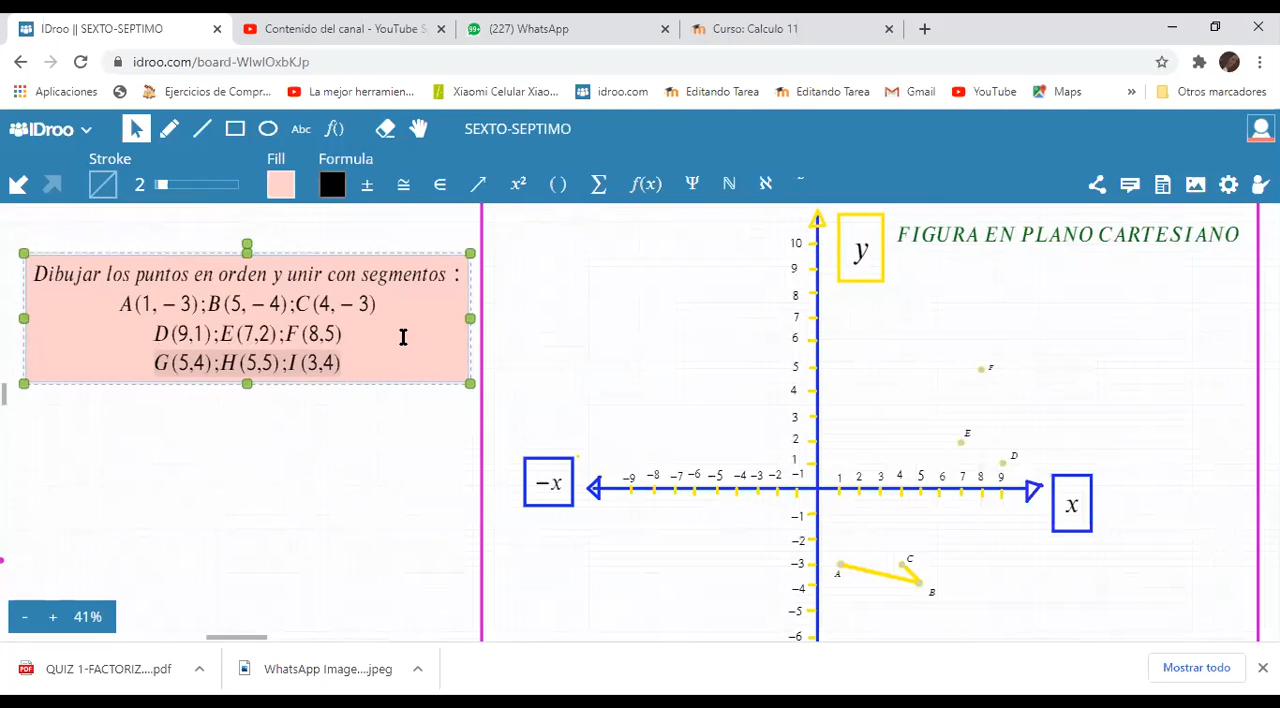 IDroo || SEXTO-SEPTIMO
Contenido del canal - YouTube S
(227) WhatsApp
Curso: Calculo 11
idroo.com/board-WIwIOxbKJp
Aplicaciones
Ejercicios de Compr...
La mejor herramien...
Xiaomi Celular Xiao...
idroo.com
Editando Tarea
Editando Tarea
Gmail
YouTube
Maps
»
Otros marcadores
IDroo
Abc
f()
SEXTO-SEPTIMO
Stroke
2
Fill
Formula
± ≅ ∈ ↗ x² ( ) ∑ f(x) Ψ ℕ ℵ ~
Dibujar los puntos en orden y unir con segmentos :
A(1, −3);B(5, −4);C(4, −3)
D(9,1);E(7,2);F(8,5)
G(5,4);H(5,5);I(3,4)
y
FIGURA EN PLANO CARTESIANO
10
9
8
7
6
5
4
3
2
1
F
E
D
−9 −8 −7 −6 −5 −4 −3 −2 −1
1 2 3 4 5 6 7 8 9
−x
x
−1
−2
−3
−4
−5
−6
A
C
B
- + 41%
QUIZ 1-FACTORIZ....pdf
WhatsApp Image....jpeg
Mostrar todo